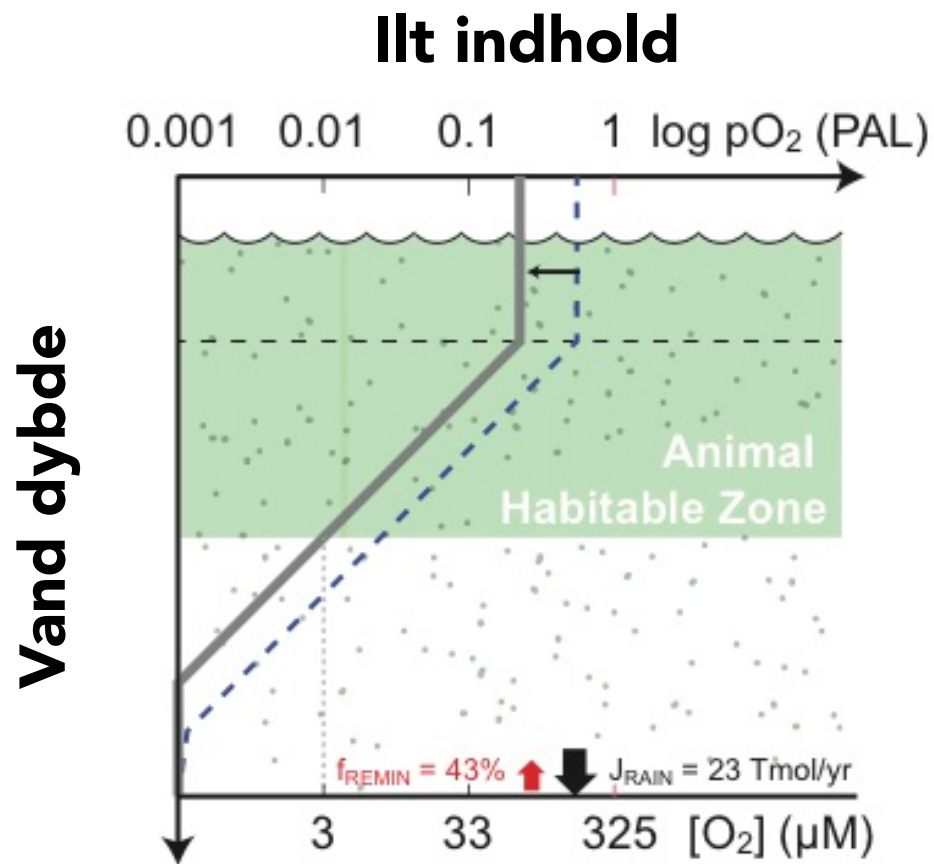 Ilt indhold
0.001 0.01 0.1 1 log pO₂ (PAL)
Vand dybde
Animal
Habitable Zone
fREMIN = 43% JRAIN = 23 Tmol/yr
3 33 325 [O₂] (μM)